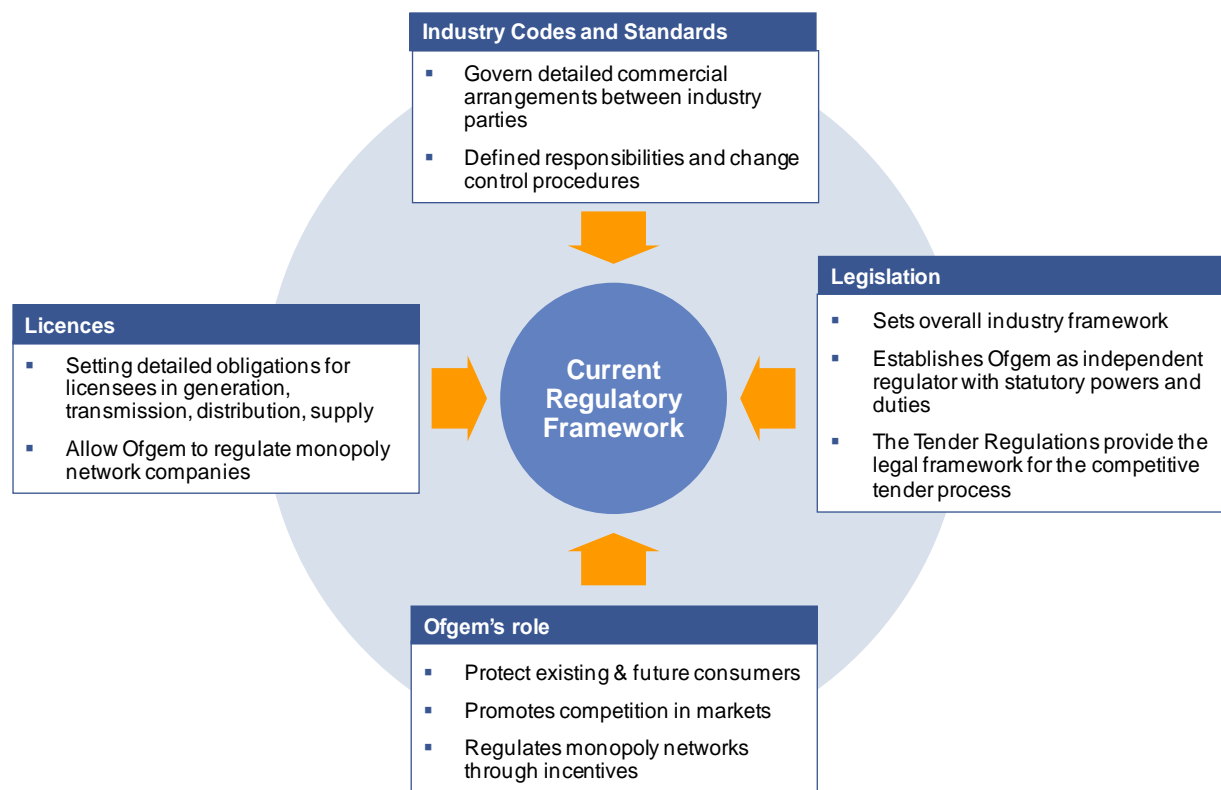 Industry Codes and Standards
▪ Govern detailed commercial
arrangements between industry
parties
▪ Defined responsibilities and change
control procedures
Licences
▪ Setting detailed obligations for
licensees in generation,
transmission, distribution, supply
▪ Allow Ofgem to regulate monopoly
network companies
Current
Regulatory
Framework
Legislation
▪ Sets overall industry framework
▪ Establishes Ofgem as independent
regulator with statutory powers and
duties
▪ The Tender Regulations provide the
legal framework for the competitive
tender process
Ofgem's role
▪ Protect existing & future consumers
▪ Promotes competition in markets
▪ Regulates monopoly networks
through incentives